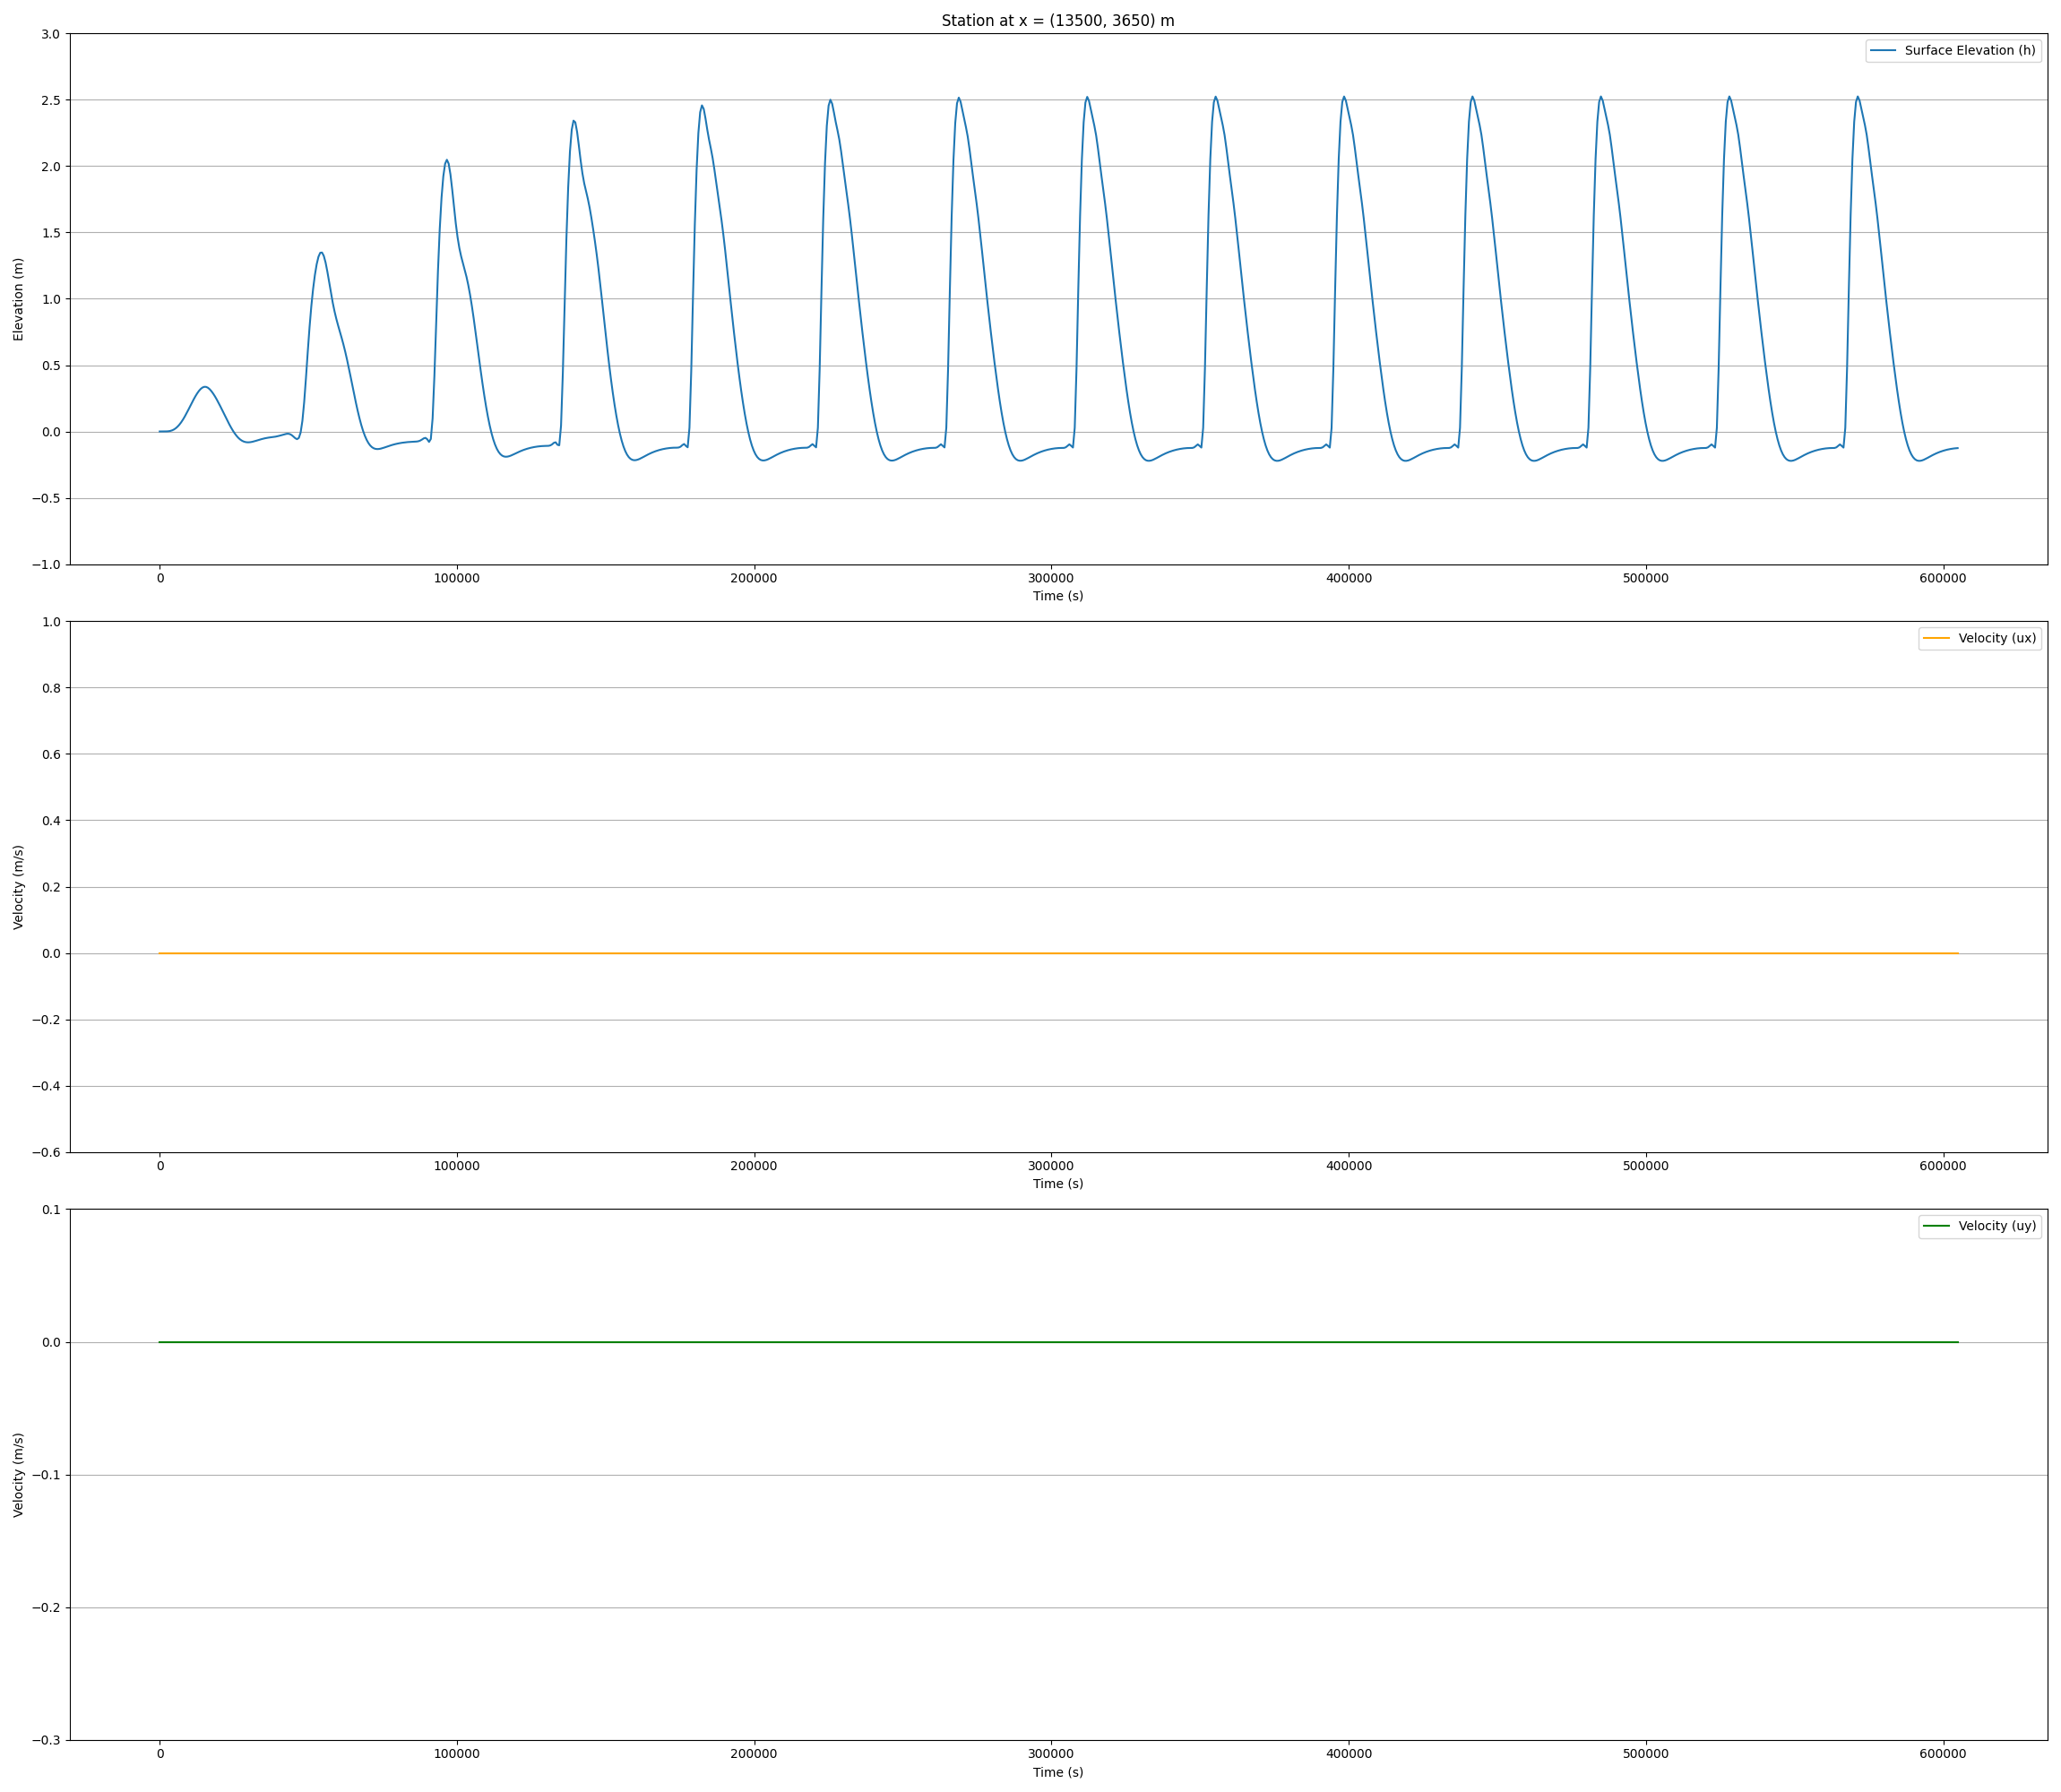 Station at x = (13500, 3650) m
Surface Elevation (h)
Elevation (m)
3.0
2.5
2.0
1.5
1.0
0.5
0.0
−0.5
−1.0
0 100000 200000 300000 400000 500000 600000
Time (s)
Velocity (ux)
Velocity (m/s)
1.0
0.8
0.6
0.4
0.2
0.0
−0.2
−0.4
−0.6
0 100000 200000 300000 400000 500000 600000
Time (s)
Velocity (uy)
Velocity (m/s)
0.1
0.0
−0.1
−0.2
−0.3
0 100000 200000 300000 400000 500000 600000
Time (s)